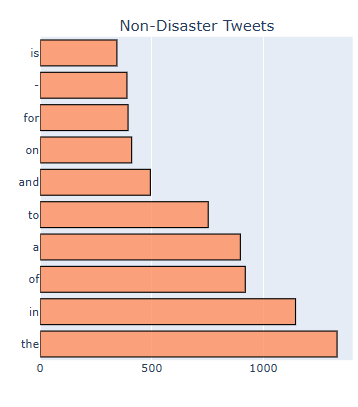 Non-Disaster Tweets
is
-
for
on
and
to
a
of
in
the
0 500 1000